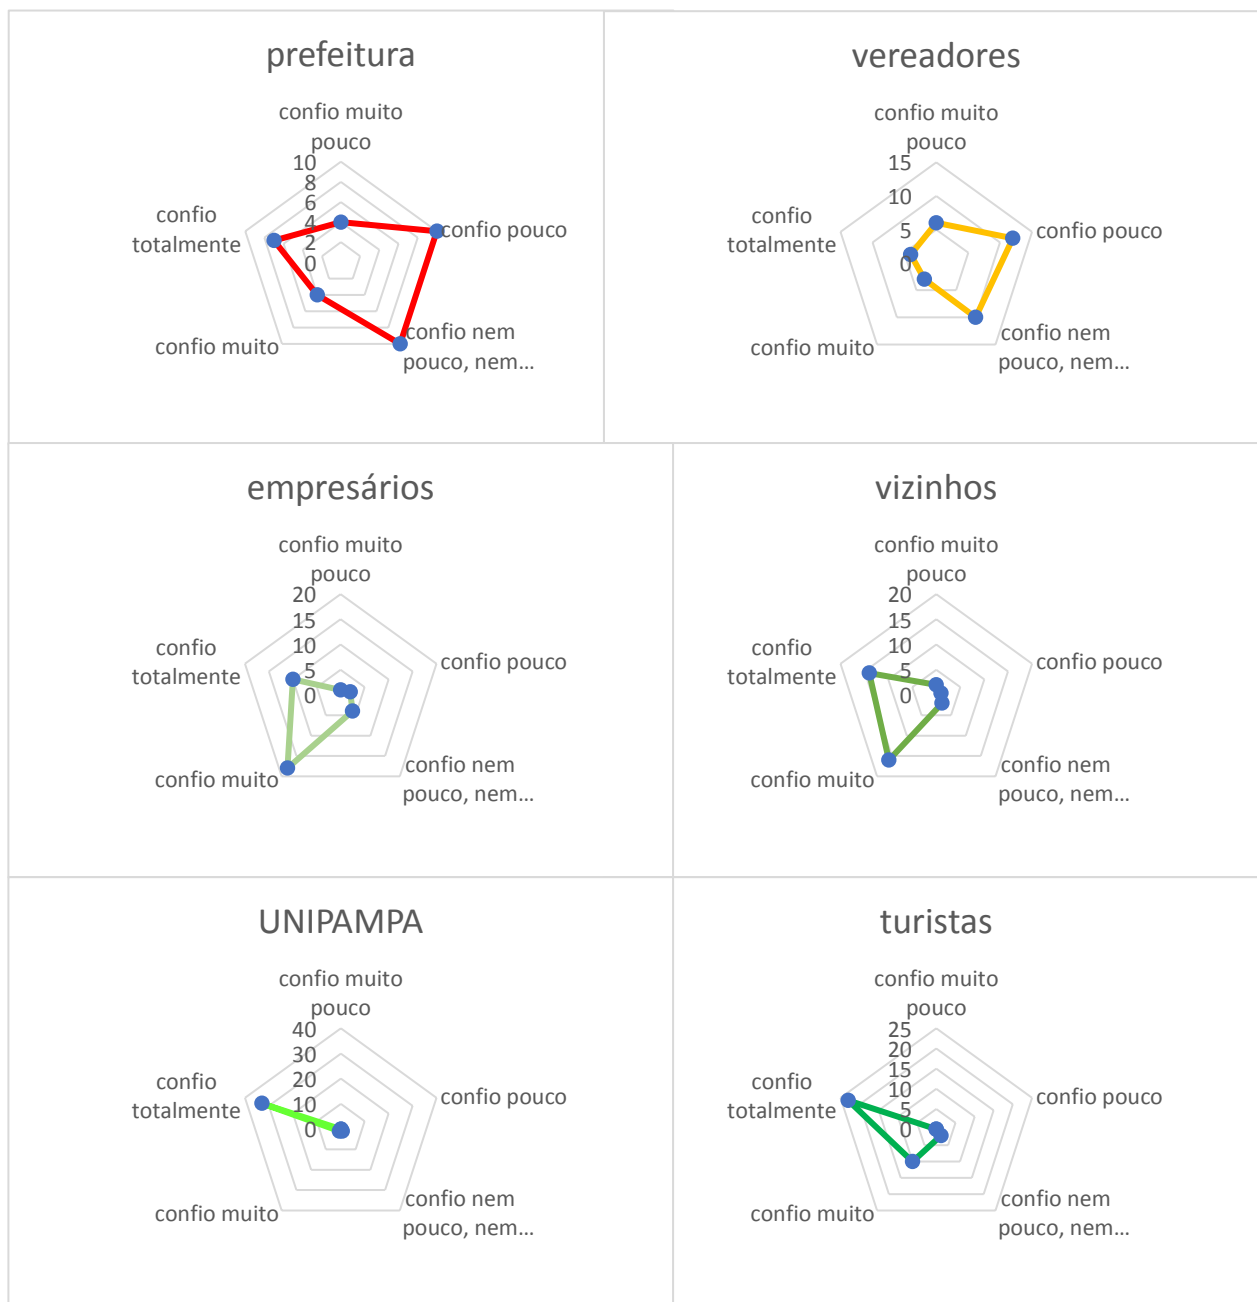 prefeitura
confio muito
pouco
10
8
6
4
2
0
confio pouco
confio nem
pouco, nem...
confio muito
confio
totalmente
vereadores
confio muito
pouco
15
10
5
0
confio pouco
confio nem
pouco, nem...
confio muito
confio
totalmente
empresários
confio muito
pouco
20
15
10
5
0
confio pouco
confio nem
pouco, nem...
confio muito
confio
totalmente
vizinhos
confio muito
pouco
20
15
10
5
0
confio pouco
confio nem
pouco, nem...
confio muito
confio
totalmente
UNIPAMPA
confio muito
pouco
40
30
20
10
0
confio pouco
confio nem
pouco, nem...
confio muito
confio
totalmente
turistas
confio muito
pouco
25
20
15
10
5
0
confio pouco
confio nem
pouco, nem...
confio muito
confio
totalmente